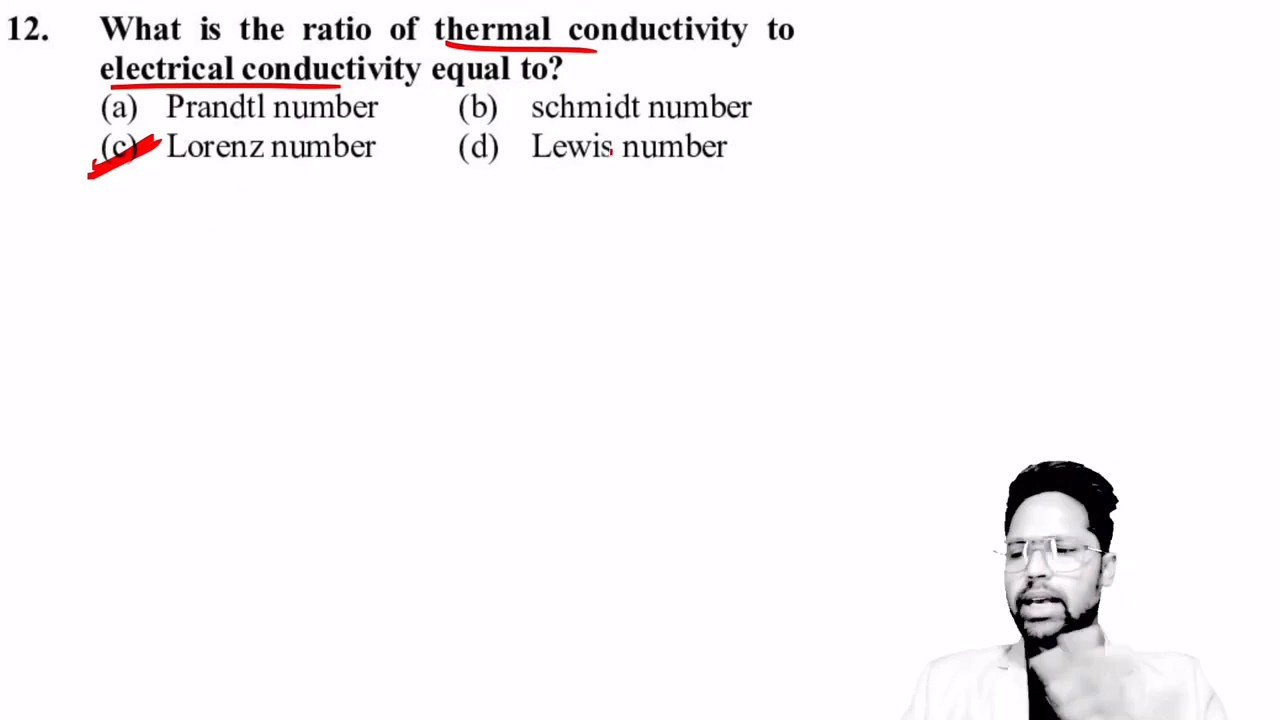 12. What is the ratio of thermal conductivity to
electrical conductivity equal to?
(a) Prandtl number (b) schmidt number
(c) Lorenz number (d) Lewis number